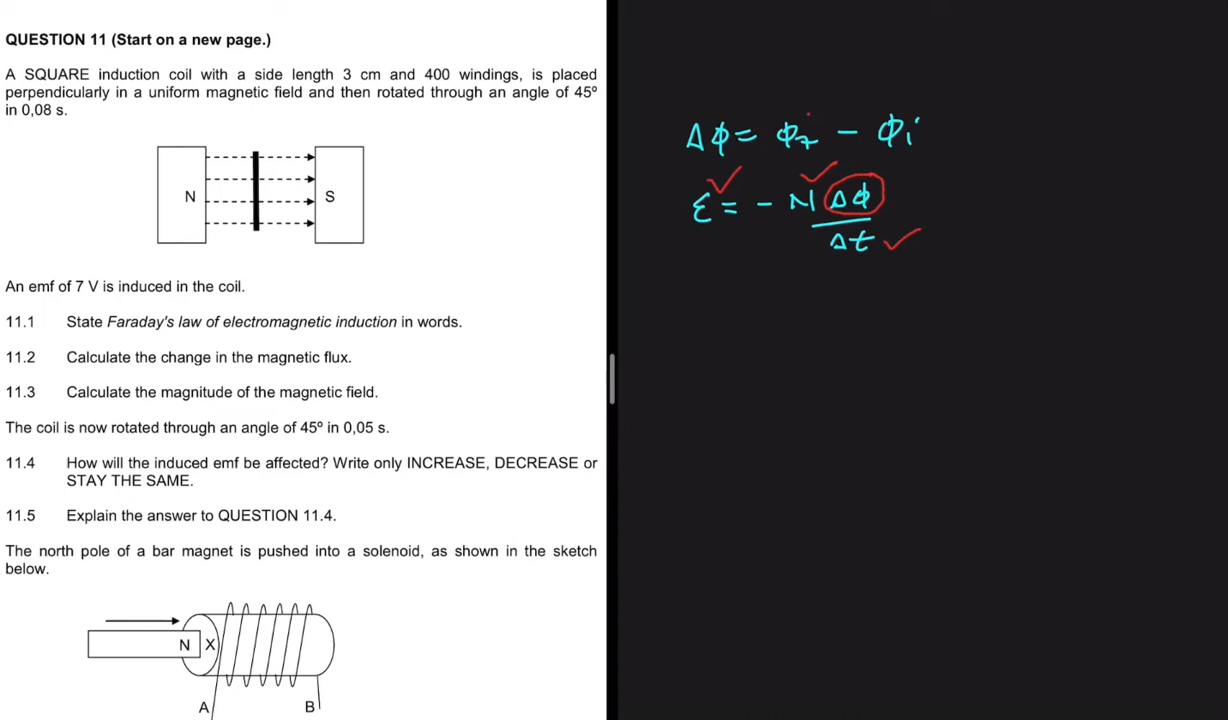 QUESTION 11 (Start on a new page.)
A SQUARE induction coil with a side length 3 cm and 400 windings, is placed
perpendicularly in a uniform magnetic field and then rotated through an angle of 45º
in 0,08 s.
N
S
An emf of 7 V is induced in the coil.
11.1 State Faraday's law of electromagnetic induction in words.
11.2 Calculate the change in the magnetic flux.
11.3 Calculate the magnitude of the magnetic field.
The coil is now rotated through an angle of 45º in 0,05 s.
11.4 How will the induced emf be affected? Write only INCREASE, DECREASE or
STAY THE SAME.
11.5 Explain the answer to QUESTION 11.4.
The north pole of a bar magnet is pushed into a solenoid, as shown in the sketch
below.
N X
A B
Δϕ = ϕf - ϕi
ε = - N Δϕ
Δt